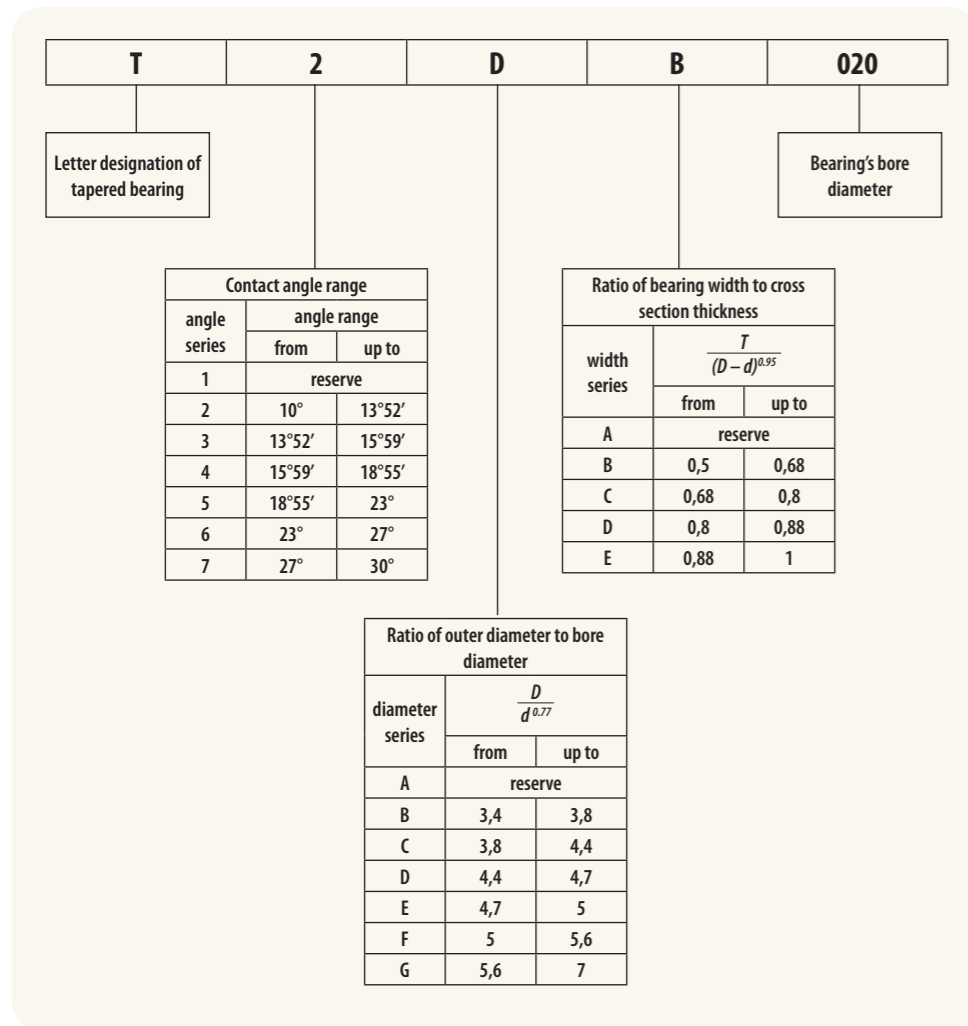 T 2 D B 020
Letter designation of
tapered bearing
Bearing's bore
diameter
Contact angle range
angle series angle range
from up to
1 reserve
2 10° 13°52′
3 13°52′ 15°59′
4 15°59′ 18°55′
5 18°55′ 23°
6 23° 27°
7 27° 30°
Ratio of bearing width to cross
section thickness
width series T
(D – d)0.95
from up to
A reserve
B 0,5 0,68
C 0,68 0,8
D 0,8 0,88
E 0,88 1
Ratio of outer diameter to bore
diameter
diameter series D
d 0.77
from up to
A reserve
B 3,4 3,8
C 3,8 4,4
D 4,4 4,7
E 4,7 5
F 5 5,6
G 5,6 7